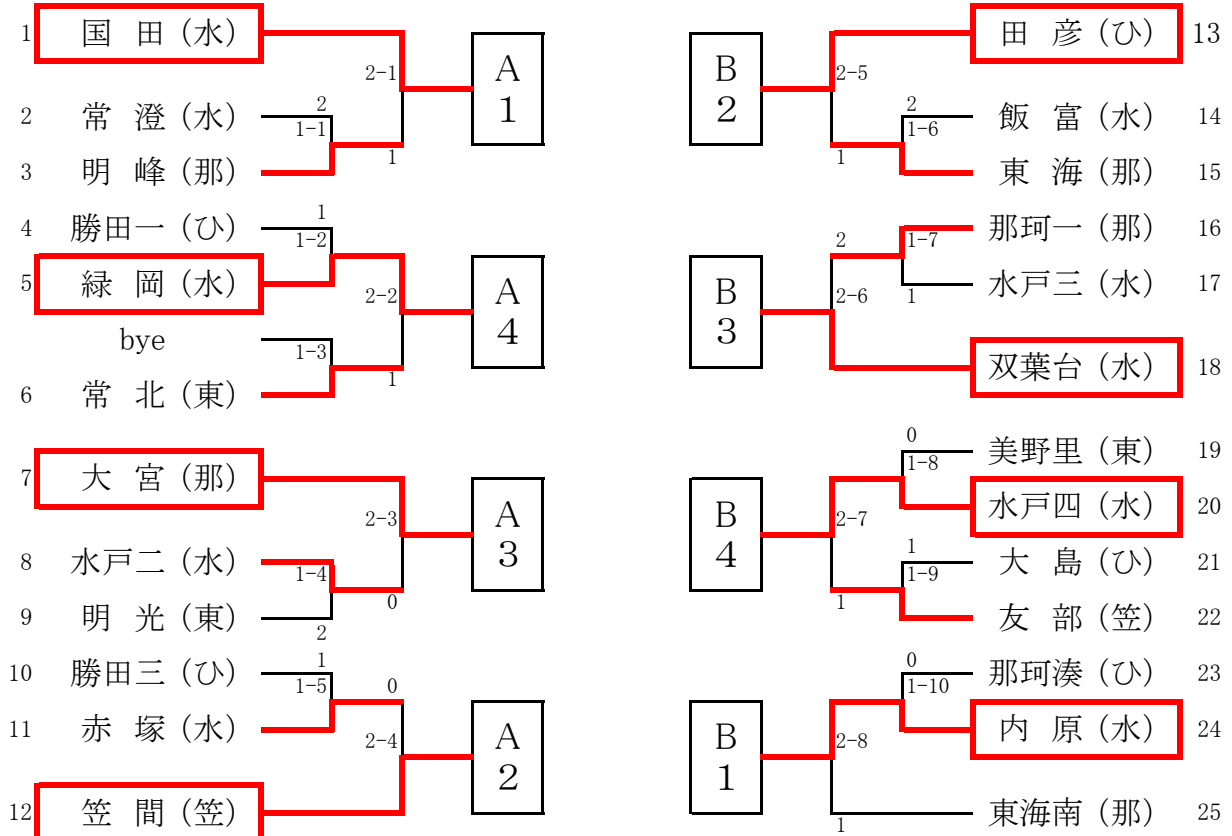 1 国 田 (水)
2-1
A
1
2 常 澄 (水)
2
1-1
3 明 峰 (那)
1
4 勝田一 (ひ)
1
1-2
5 緑 岡 (水)
2-2
A
4
bye
1-3
6 常 北 (東)
1
7 大 宮 (那)
2-3
A
3
8 水戸二 (水)
1-4
9 明 光 (東)
2
0
10 勝田三 (ひ)
1
1-5
0
11 赤 塚 (水)
2-4
A
2
12 笠 間 (笠)
B
2
2-5
田 彦 (ひ) 13
2
1-6
飯 富 (水) 14
1
東 海 (那) 15
2
1-7
那珂一 (那) 16
B
3
2-6
1
水戸三 (水) 17
双葉台 (水) 18
0
1-8
美野里 (東) 19
B
4
2-7
水戸四 (水) 20
1
1-9
大 島 (ひ) 21
1
友 部 (笠) 22
0
1-10
那珂湊 (ひ) 23
B
1
2-8
内 原 (水) 24
1
東海南 (那) 25